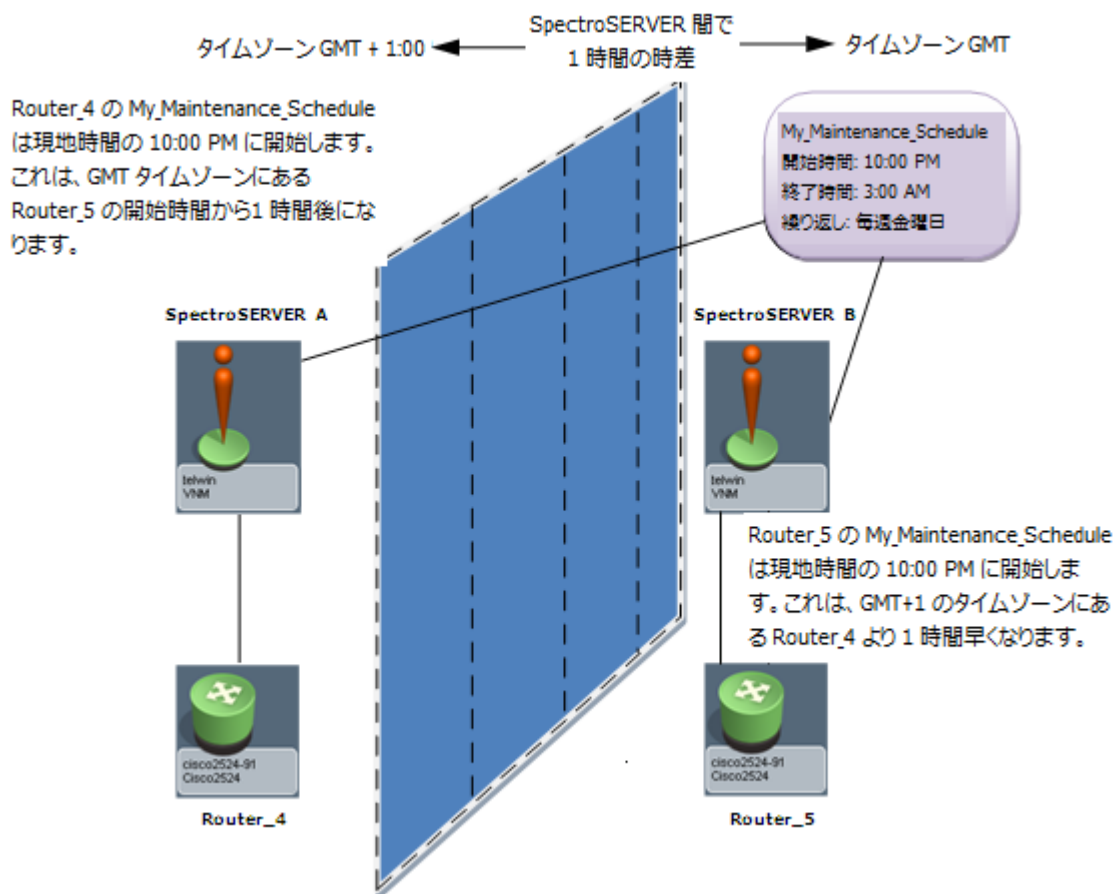 SpectroSERVER 間で
1 時間の時差
タイムゾーン GMT + 1:00
タイムゾーン GMT
Router_4 の My_Maintenance_Schedule
は現地時間の 10:00 PM に開始します。
これは、GMT タイムゾーンにある
Router_5 の開始時間から1 時間後にな
ります。
My_Maintenance_Schedule
開始時間: 10:00 PM
終了時間: 3:00 AM
繰り返し: 毎週金曜日
SpectroSERVER A
SpectroSERVER B
telwin
VNM
telwin
VNM
Router_5 の My_Maintenance_Schedule
は現地時間の 10:00 PM に開始しま
す。これは、GMT+1 のタイムゾーンにあ
る Router_4 より 1 時間早くなります。
cisco2524-91
Cisco2524
cisco2524-91
Cisco2524
Router_4
Router_5